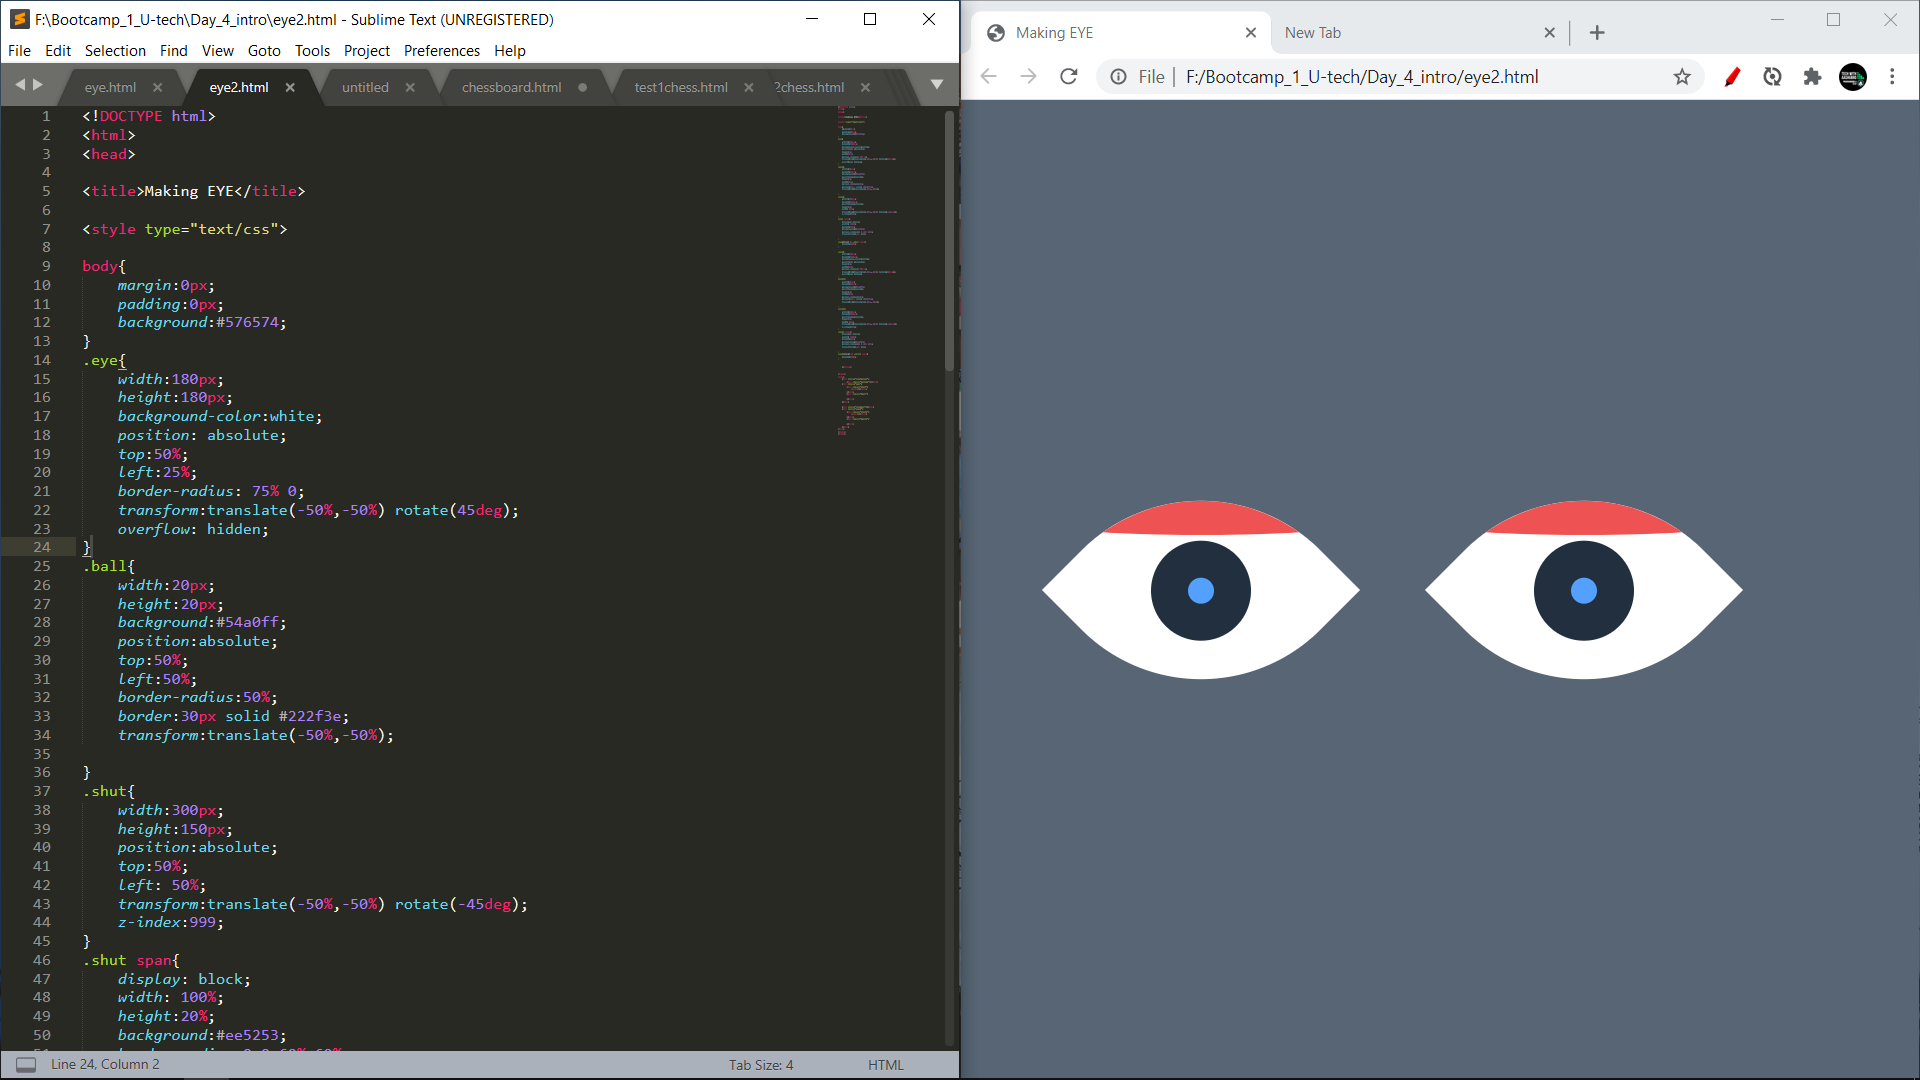 F:\Bootcamp_1_U-tech\Day_4_intro\eye2.html - Sublime Text (UNREGISTERED)
File Edit Selection Find View Goto Tools Project Preferences Help
eye.html eye2.html untitled chessboard.html test1chess.html 2chess.html
1 <!DOCTYPE html>
2 <html>
3 <head>
4
5 <title>Making EYE</title>
6
7 <style type="text/css">
8
9 body{
10 margin:0px;
11 padding:0px;
12 background:#576574;
13 }
14 .eye{
15 width:180px;
16 height:180px;
17 background-color:white;
18 position: absolute;
19 top:50%;
20 left:25%;
21 border-radius: 75% 0;
22 transform:translate(-50%,-50%) rotate(45deg);
23 overflow: hidden;
24 }
25 .ball{
26 width:20px;
27 height:20px;
28 background:#54a0ff;
29 position:absolute;
30 top:50%;
31 left:50%;
32 border-radius:50%;
33 border:30px solid #222f3e;
34 transform:translate(-50%,-50%);
35
36 }
37 .shut{
38 width:300px;
39 height:150px;
40 position:absolute;
41 top:50%;
42 left: 50%;
43 transform:translate(-50%,-50%) rotate(-45deg);
44 z-index:999;
45 }
46 .shut span{
47 display: block;
48 width: 100%;
49 height:20%;
50 background:#ee5253;
Line 24, Column 2
Tab Size: 4
HTML
Making EYE
New Tab
File F:/Bootcamp_1_U-tech/Day_4_intro/eye2.html